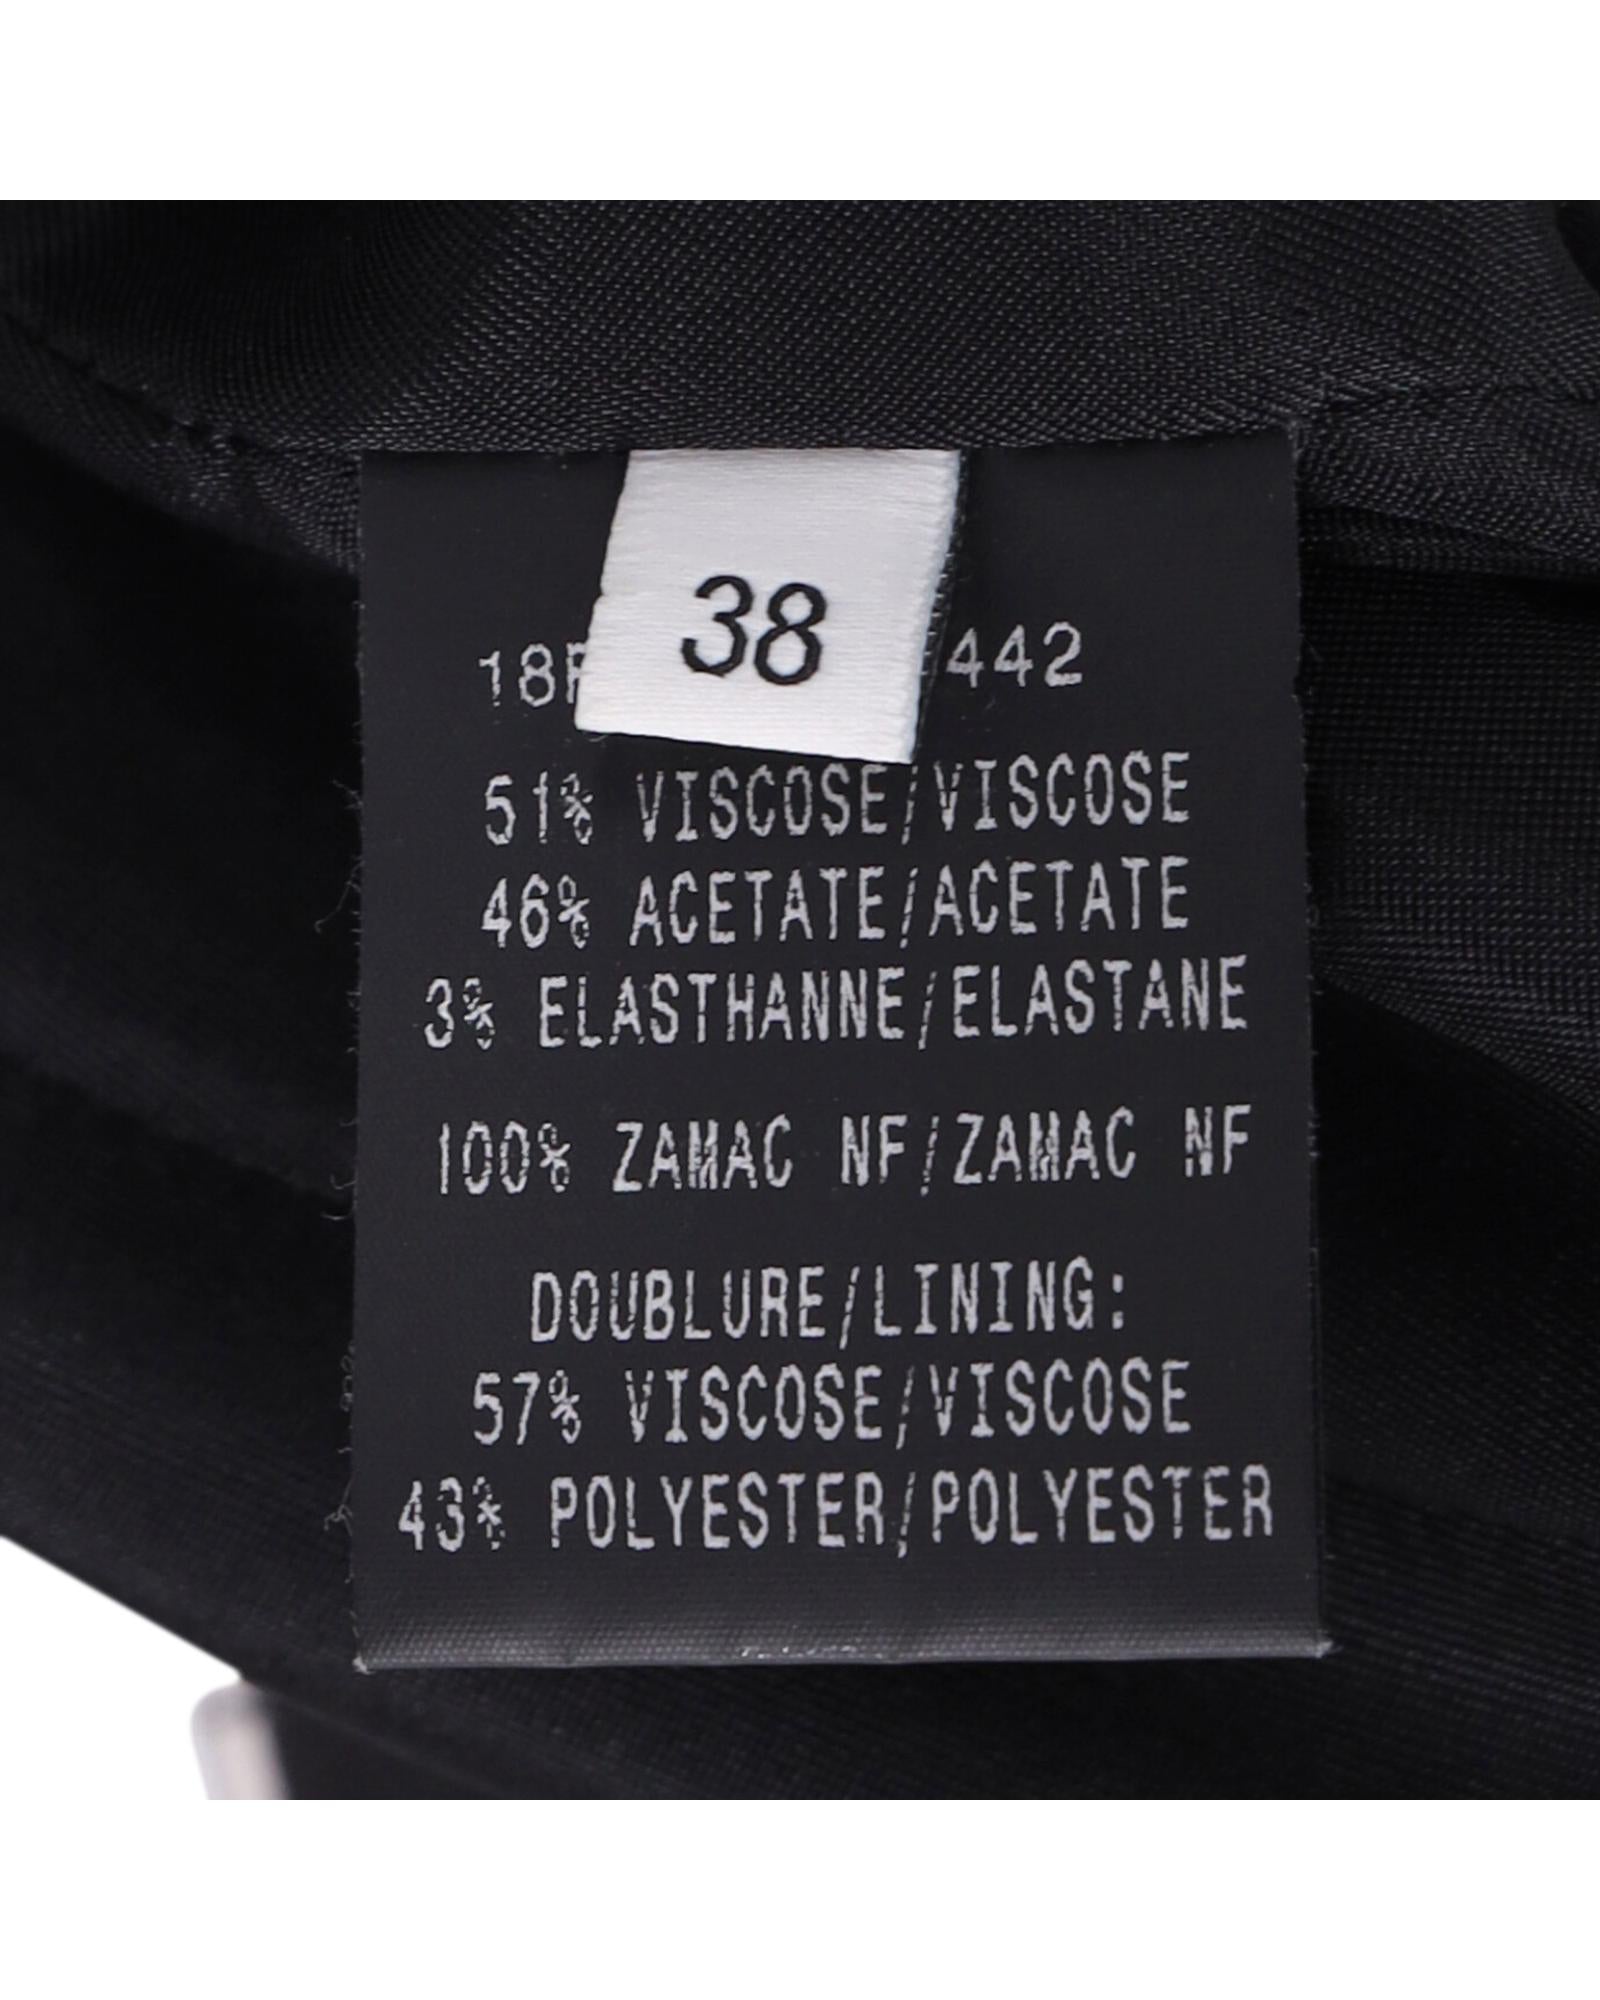 38
442
51% VISCOSE/VISCOSE
46% ACETATE/ACETATE
3% ELASTHANNE/ELASTANE
100% ZAMAC NF/ZAMAC NF
DOUBLURE/LINING:
57% VISCOSE/VISCOSE
43% POLYESTER/POLYESTER